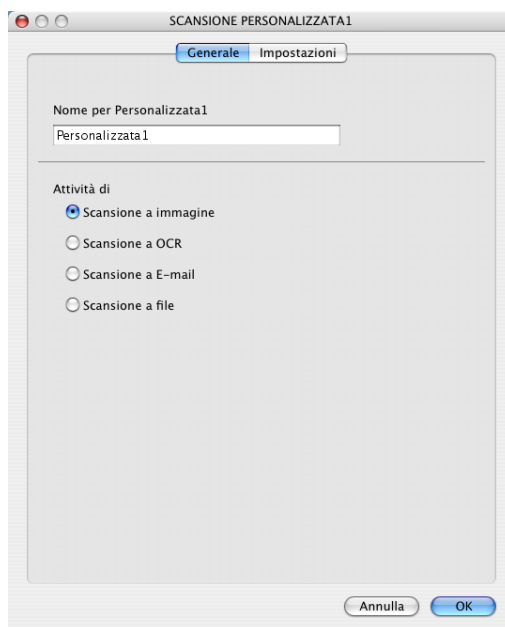 SCANSIONE PERSONALIZZATA1
Generale Impostazioni
Nome per Personalizzata1
Personalizzata1
Attività di
Scansione a immagine
Scansione a OCR
Scansione a E-mail
Scansione a file
Annulla OK